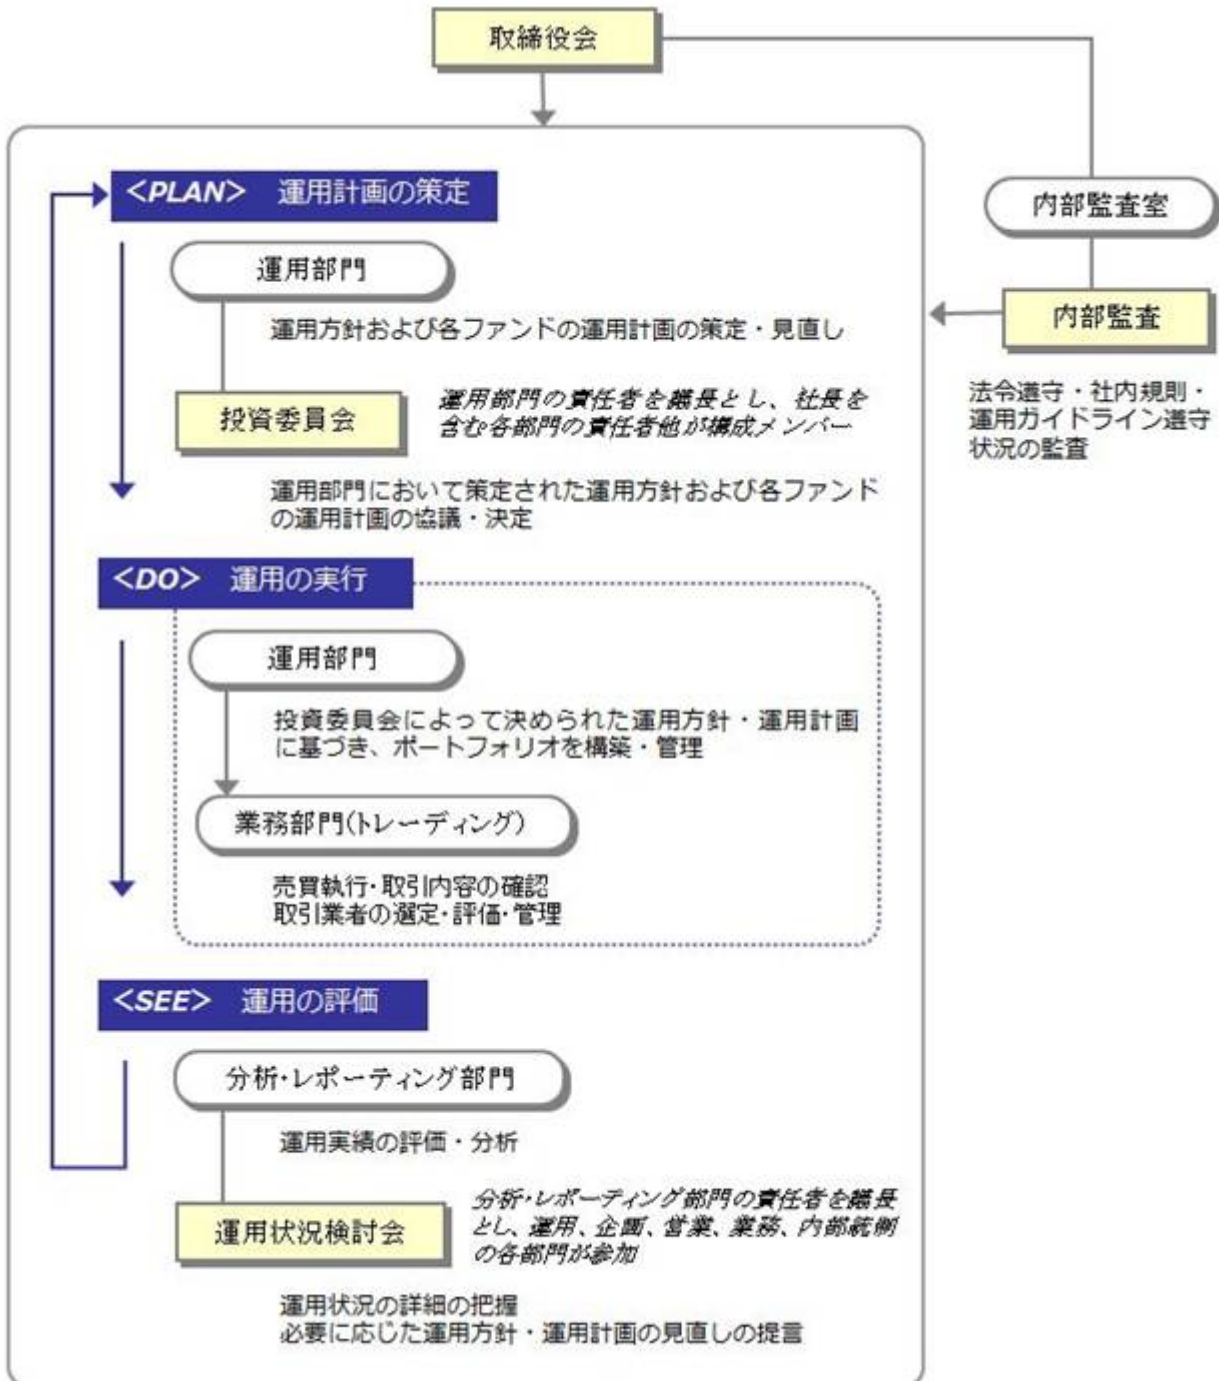 取締役会
<PLAN> 運用計画の策定
運用部門
運用方針および各ファンドの運用計画の策定・見直し
投資委員会
運用部門の責任者を議長とし、社長を
含む各部門の責任者他が構成メンバー
運用部門において策定された運用方針および各ファンド
の運用計画の協議・決定
<DO> 運用の実行
運用部門
投資委員会によって決められた運用方針・運用計画
に基づき、ポートフォリオを構築・管理
業務部門(トレーディング)
売買執行・取引内容の確認
取引業者の選定・評価・管理
<SEE> 運用の評価
分析・レポーティング部門
運用実績の評価・分析
運用状況検討会
分析・レポーティング部門の責任者を議長
とし、運用、企画、営業、業務、内部統制
の各部門が参加
運用状況の詳細の把握
必要に応じた運用方針・運用計画の見直しの提言
内部監査室
内部監査
法令遵守・社内規則・
運用ガイドライン遵守
状況の監査